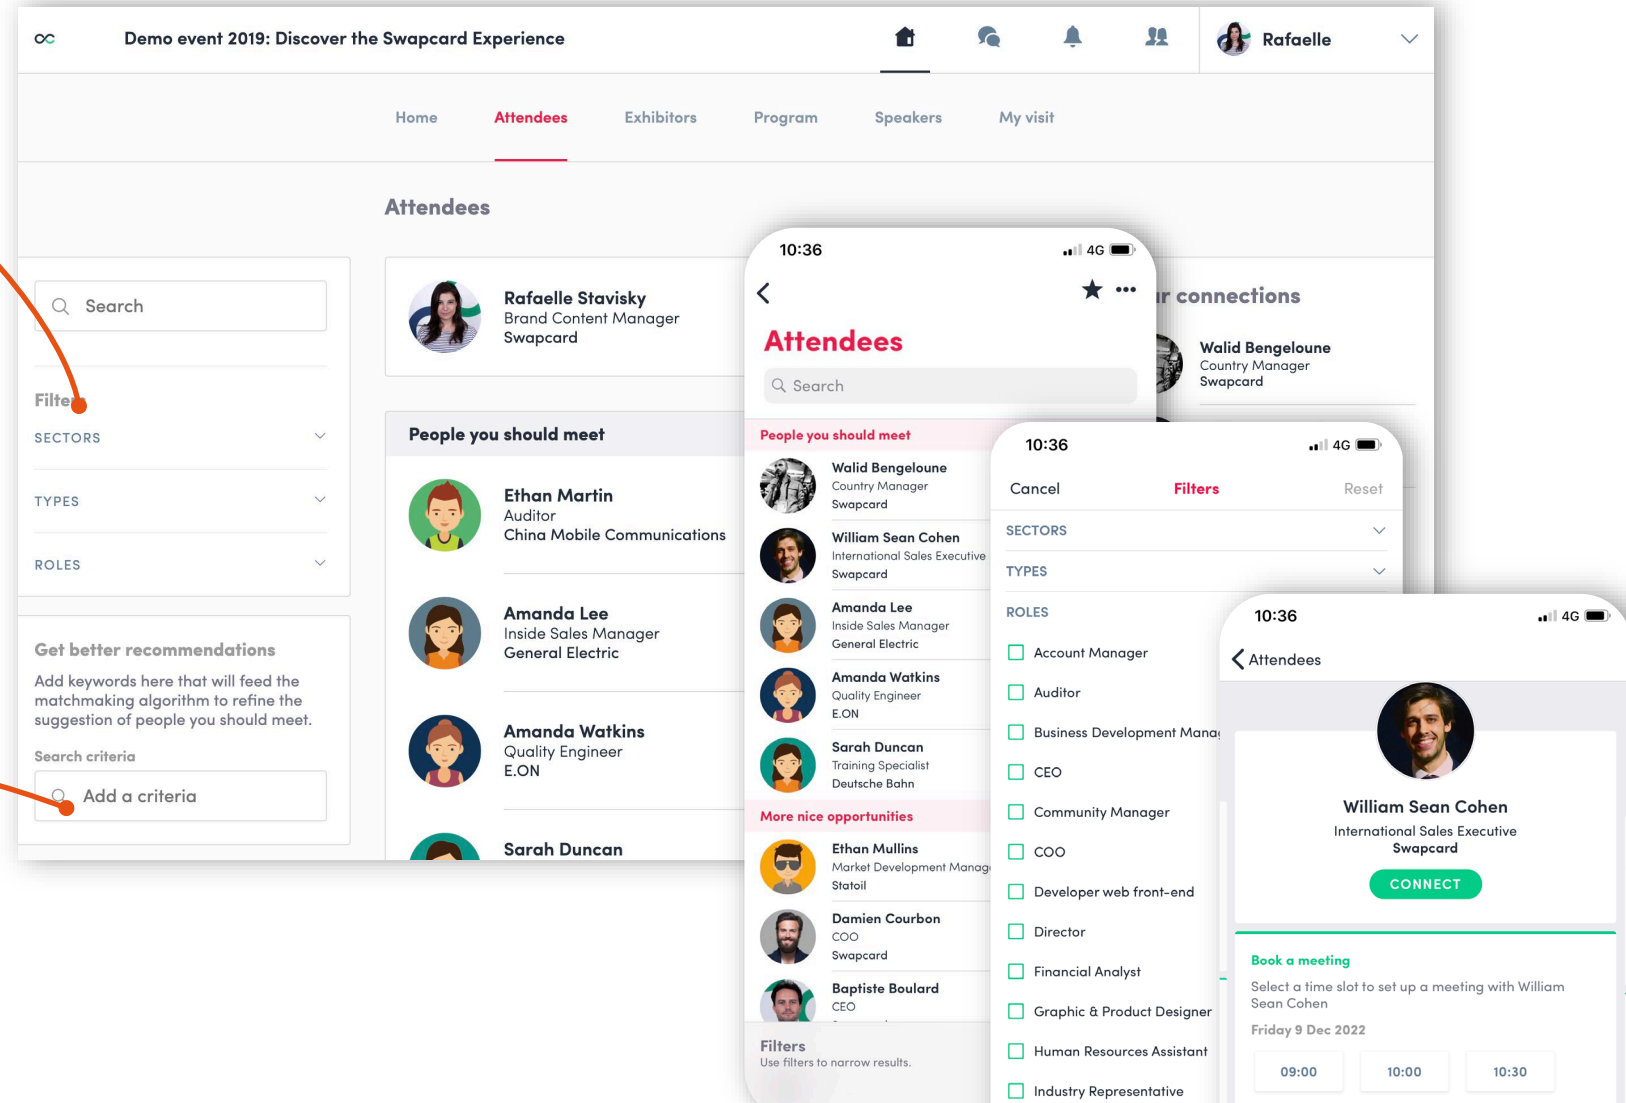 Demo event 2019: Discover the Swapcard Experience
Rafaelle
Home
Attendees
Exhibitors
Program
Speakers
My visit
Attendees
Search
Filters
SECTORS
TYPES
ROLES
Get better recommendations
Add keywords here that will feed the
matchmaking algorithm to refine the
suggestion of people you should meet.
Search criteria
Add a criteria
Rafaelle Stavisky
Brand Content Manager
Swapcard
People you should meet
Ethan Martin
Auditor
China Mobile Communications
Amanda Lee
Inside Sales Manager
General Electric
Amanda Watkins
Quality Engineer
E.ON
Sarah Duncan
connections
Walid Bengeloune
Country Manager
Swapcard
10:36
4G
Attendees
Search
People you should meet
Walid Bengeloune
Country Manager
Swapcard
William Sean Cohen
International Sales Executive
Swapcard
Amanda Lee
Inside Sales Manager
General Electric
Amanda Watkins
Quality Engineer
E.ON
Sarah Duncan
Training Specialist
Deutsche Bahn
More nice opportunities
Ethan Mullins
Market Development Manag
Statoil
Damien Courbon
COO
Swapcard
Baptiste Boulard
CEO
Filters
Use filters to narrow results.
10:36
4G
Cancel
Filters
Reset
SECTORS
TYPES
ROLES
Account Manager
Auditor
Business Development Mana
CEO
Community Manager
COO
Developer web front-end
Director
Financial Analyst
Graphic & Product Designer
Human Resources Assistant
Industry Representative
10:36
4G
Attendees
William Sean Cohen
International Sales Executive
Swapcard
CONNECT
Book a meeting
Select a time slot to set up a meeting with William
Sean Cohen
Friday 9 Dec 2022
09:00
10:00
10:30